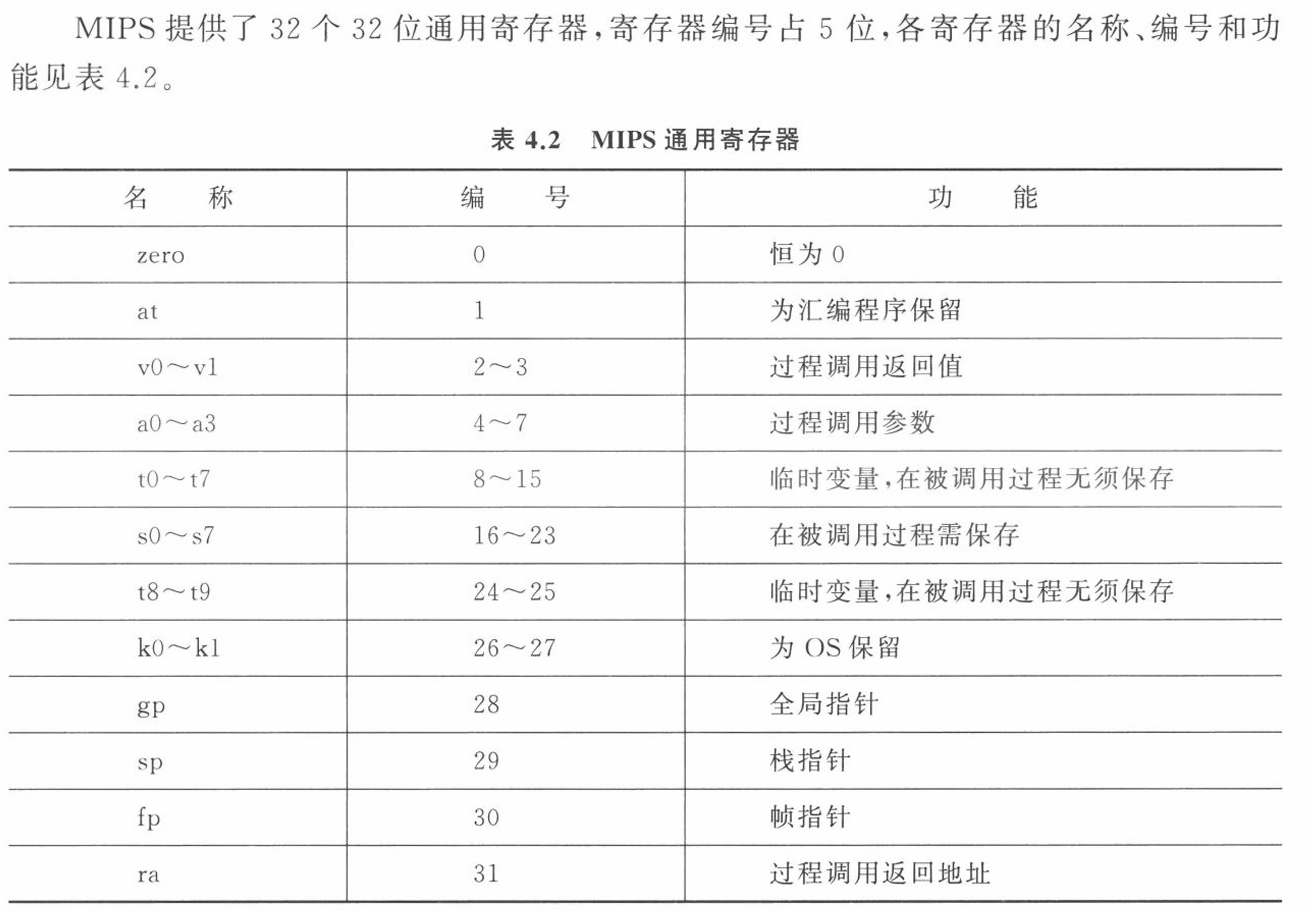 MIPS 提供了 32 个 32 位通用寄存器,寄存器编号占 5 位,各寄存器的名称、编号和功
能见表 4.2。
表 4.2 MIPS 通用寄存器
名 称 编 号 功 能
zero 0 恒为 0
at 1 为汇编程序保留
v0～v1 2～3 过程调用返回值
a0～a3 4～7 过程调用参数
t0～t7 8～15 临时变量,在被调用过程无须保存
s0～s7 16～23 在被调用过程需保存
t8～t9 24～25 临时变量,在被调用过程无须保存
k0～k1 26～27 为 OS 保留
gp 28 全局指针
sp 29 栈指针
fp 30 帧指针
ra 31 过程调用返回地址